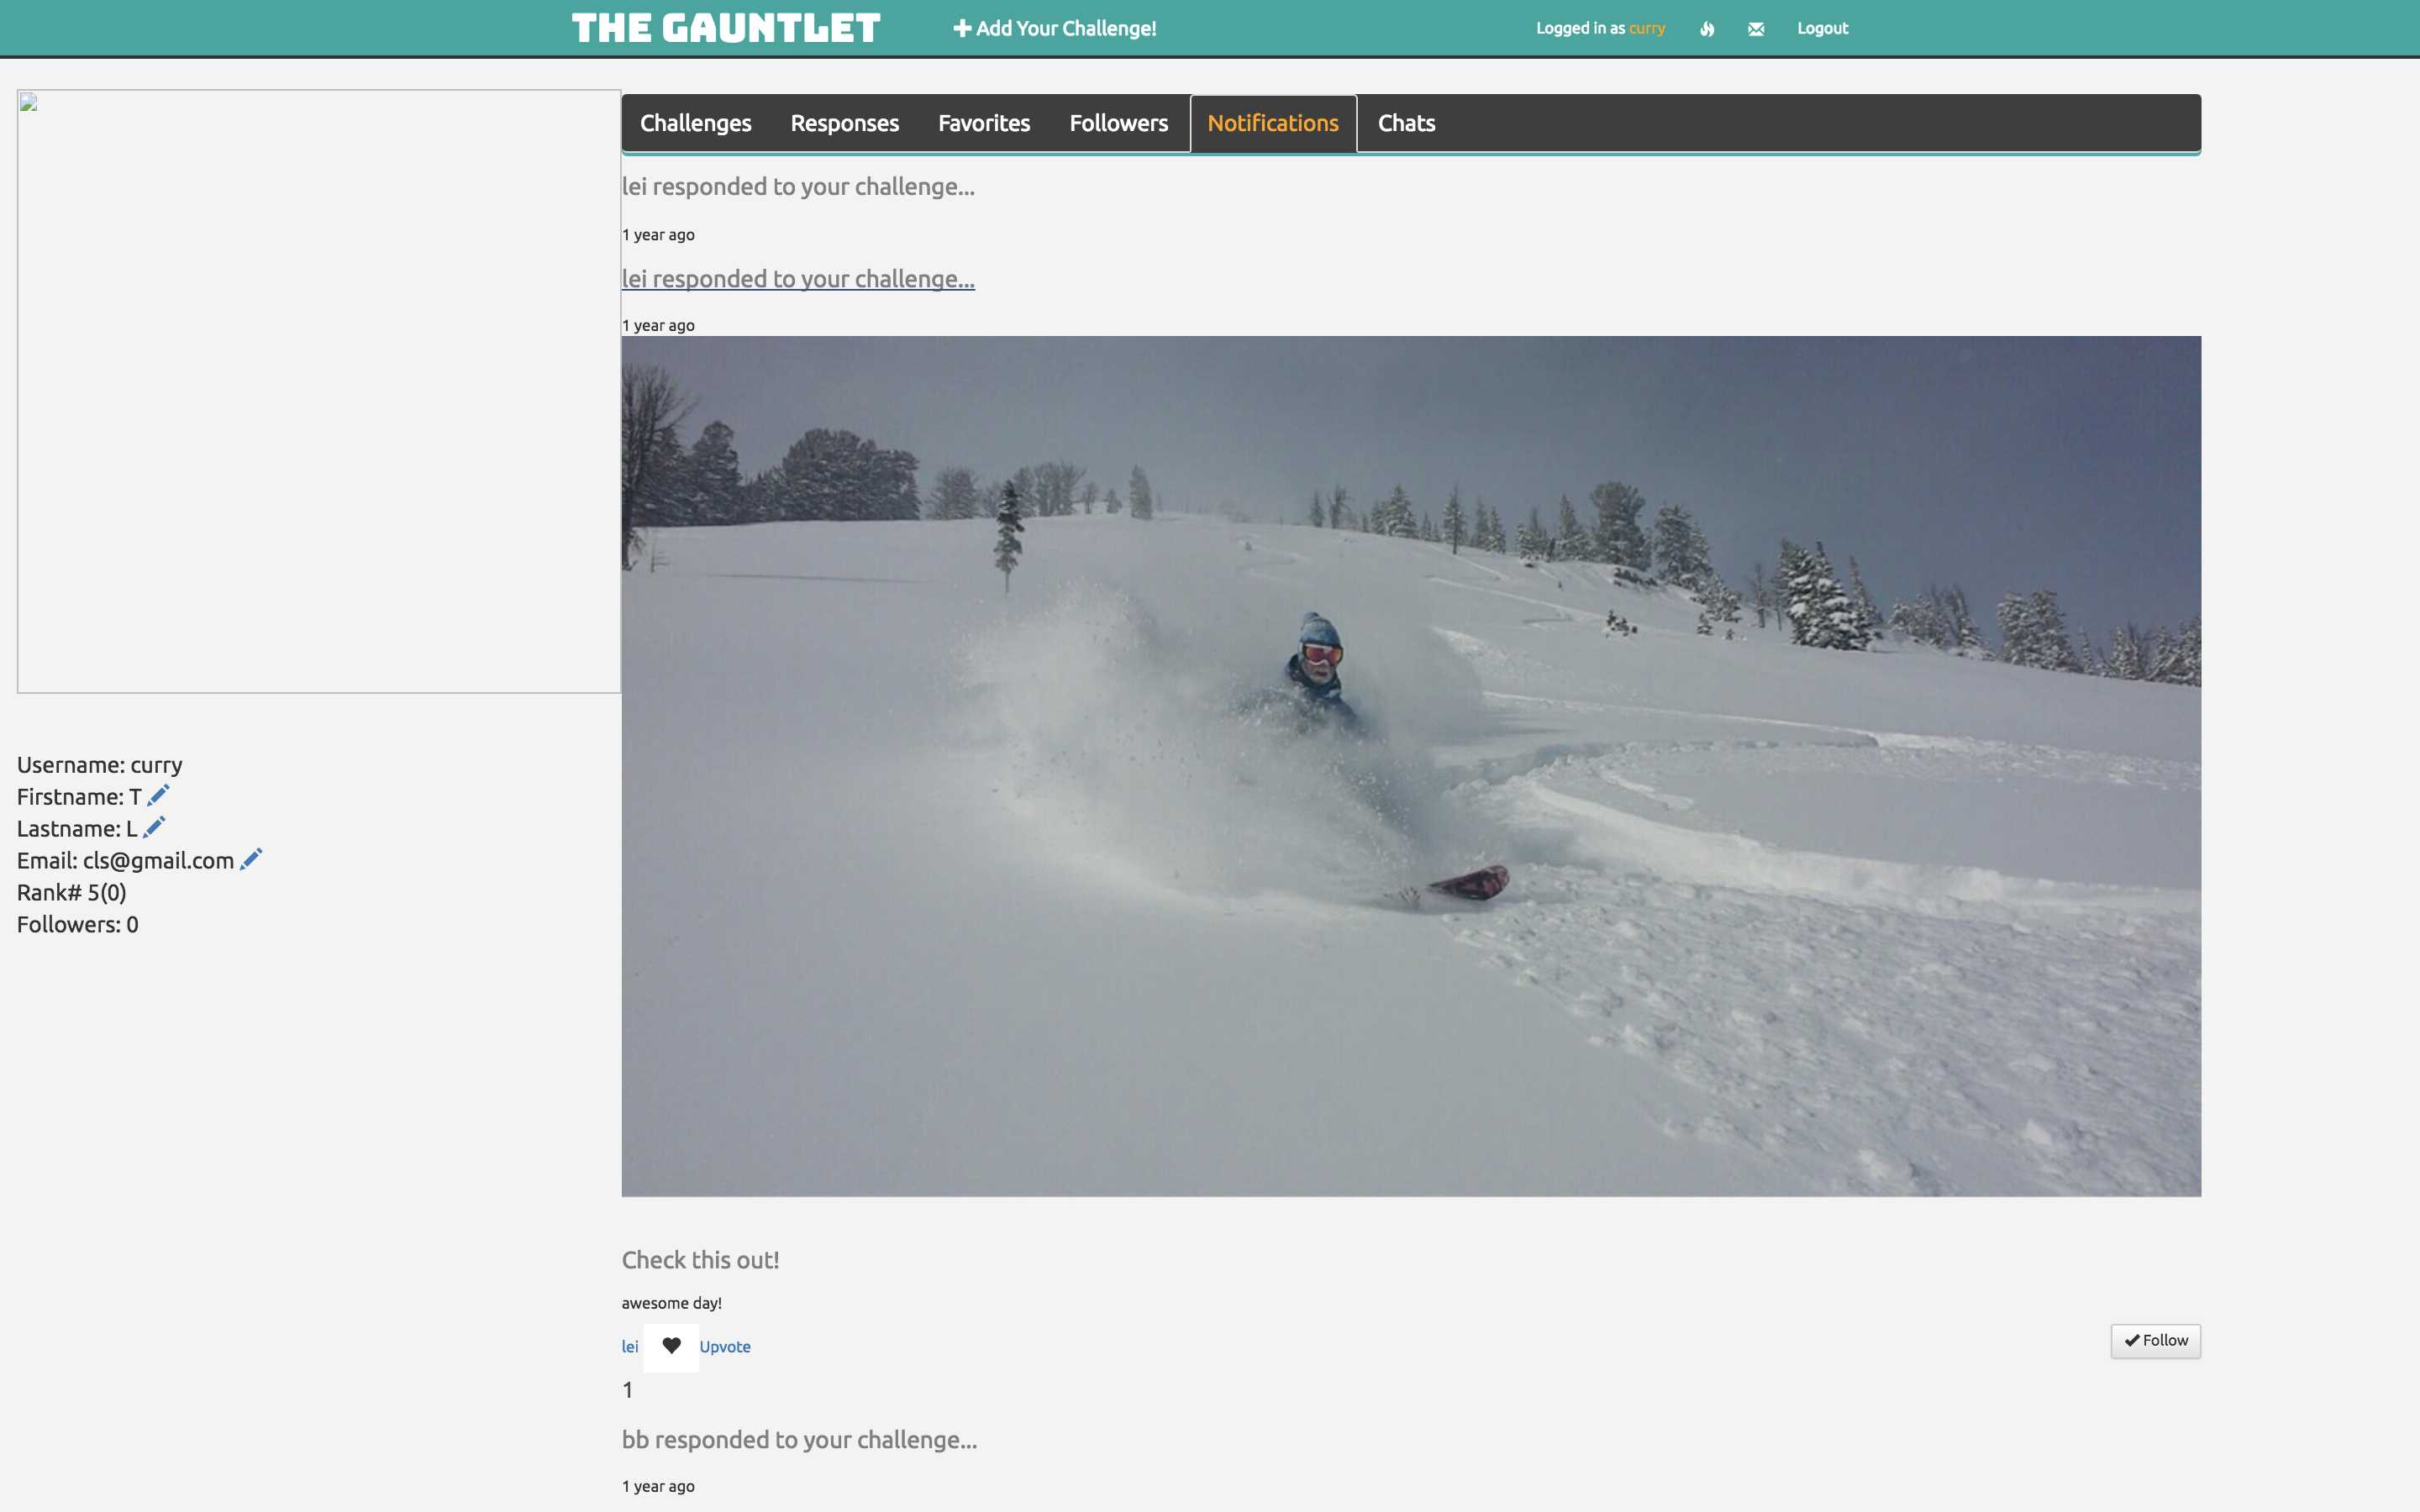 THE GAUNTLET
Add Your Challenge!
Logged in as curry
Logout
Challenges
Responses
Favorites
Followers
Notifications
Chats
lei responded to your challenge...
1 year ago
lei responded to your challenge...
1 year ago
Username: curry
Firstname: T
Lastname: L
Email: cls@gmail.com
Rank# 5(0)
Followers: 0
Check this out!
awesome day!
lei Upvote
Follow
1
bb responded to your challenge...
1 year ago